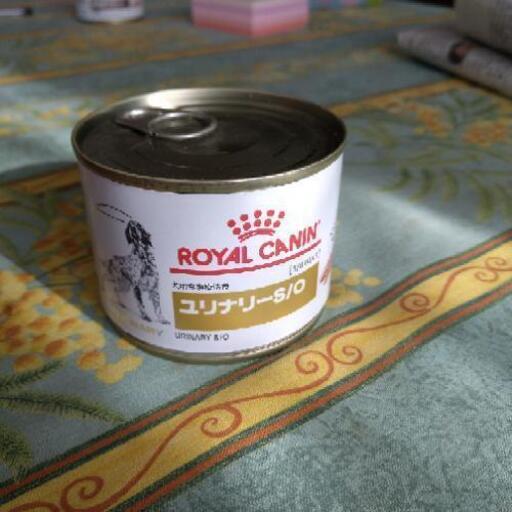 ROYAL CANIN
ユリナリーS/O
URINARY S/O